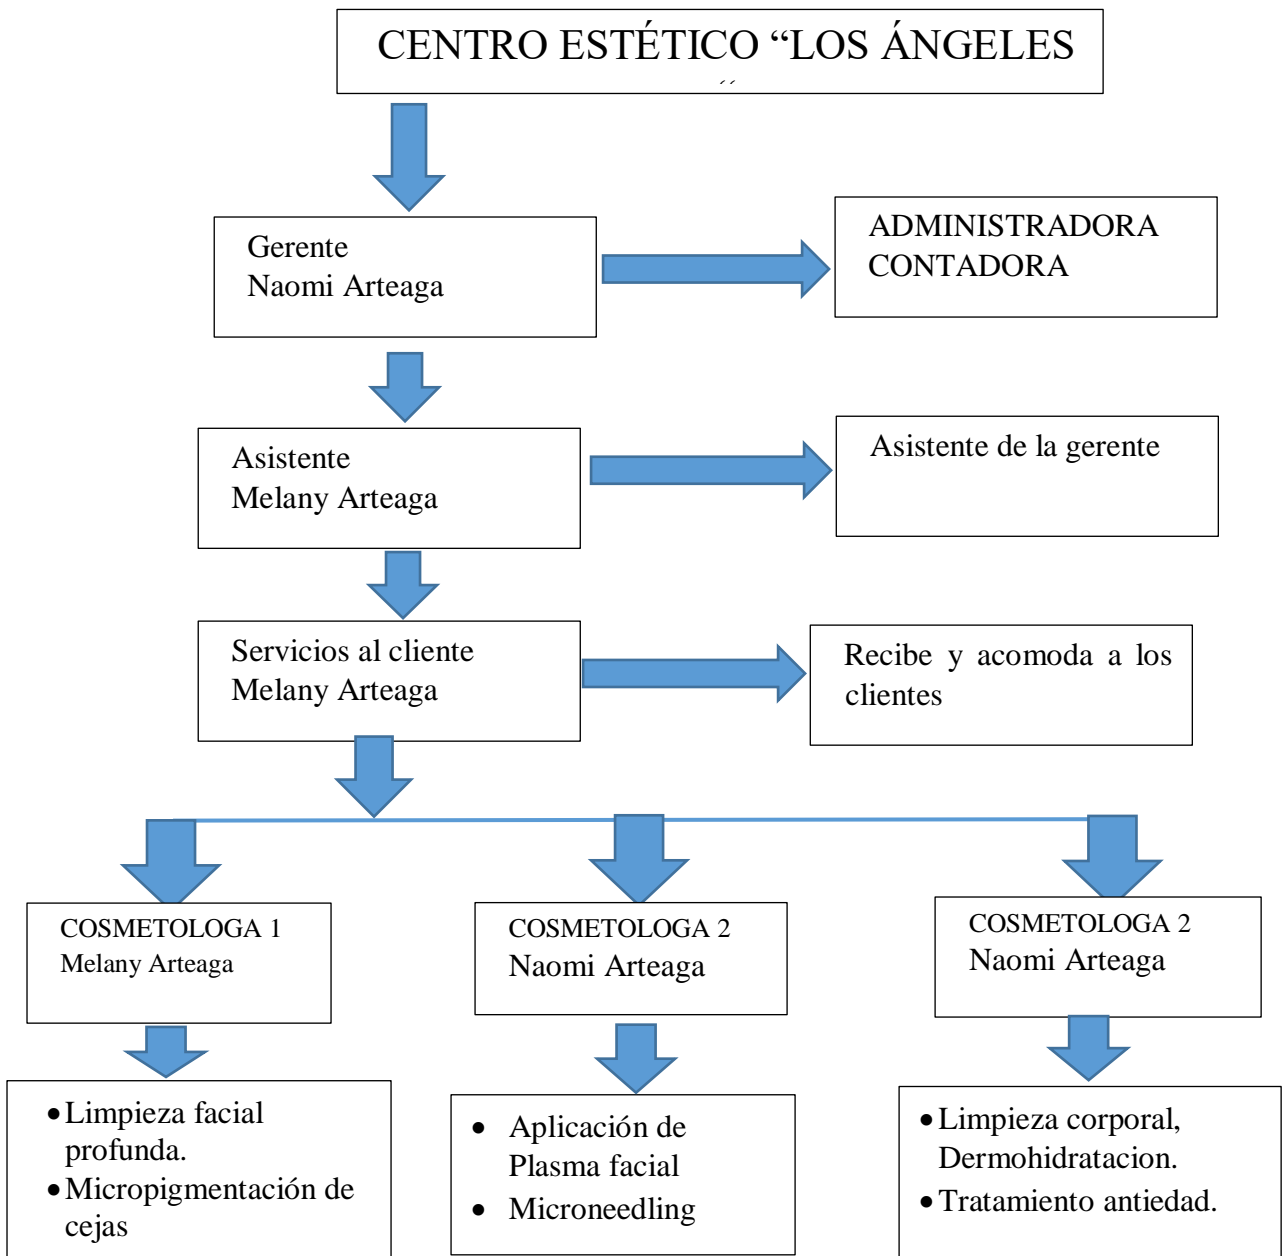 CENTRO ESTÉTICO “LOS ÁNGELES
“
Gerente
Naomi Arteaga
ADMINISTRADORA
CONTADORA
Asistente
Melany Arteaga
Asistente de la gerente
Servicios al cliente
Melany Arteaga
Recibe y acomoda a los
clientes
COSMETOLOGA 1
Melany Arteaga
COSMETOLOGA 2
Naomi Arteaga
COSMETOLOGA 2
Naomi Arteaga
• Limpieza facial
profunda.
• Micropigmentación de
cejas
• Aplicación de
Plasma facial
• Microneedling
• Limpieza corporal,
Dermohidratacion.
• Tratamiento antiedad.